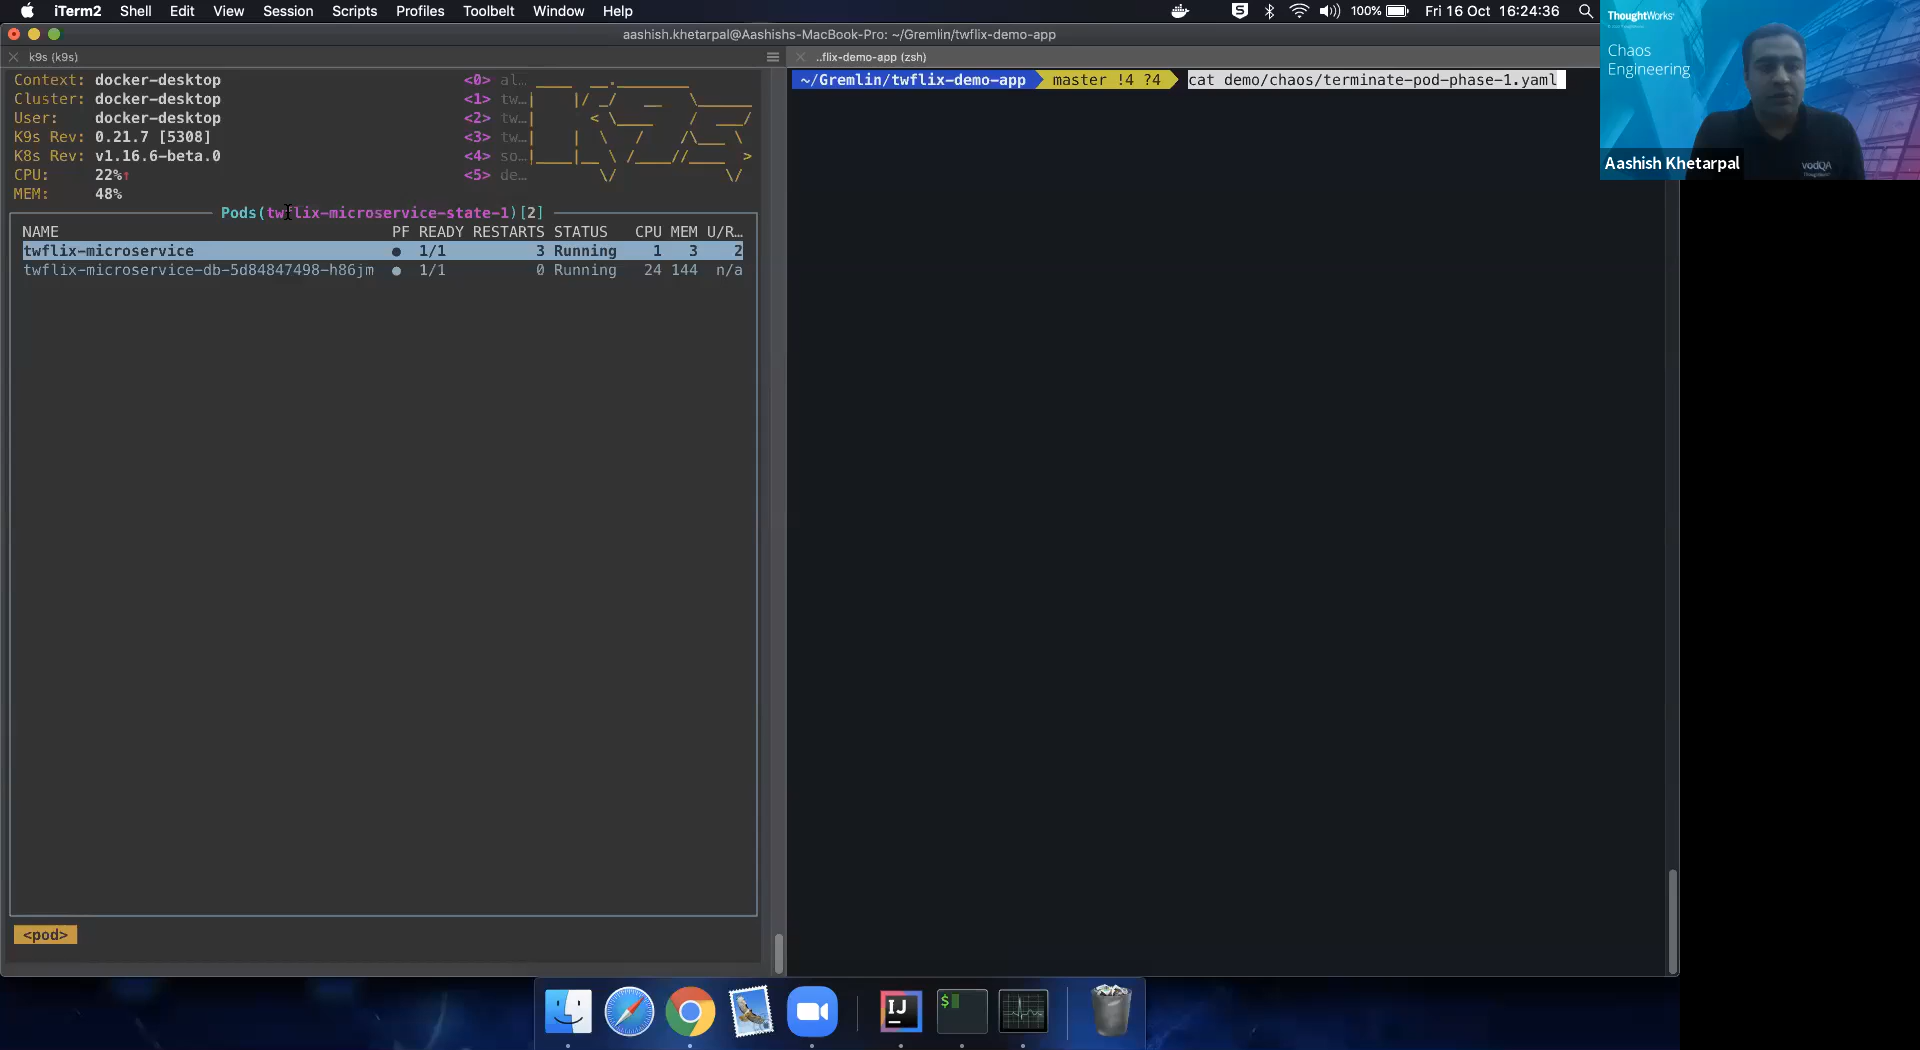 iTerm2 Shell Edit View Session Scripts Profiles Toolbelt Window Help
100% Fri 16 Oct 16:24:36
aashish.khetarpal@Aashishs-MacBook-Pro: ~/Gremlin/twflix-demo-app
k9s (k9s)
Context: docker-desktop <0> al…
Cluster: docker-desktop <1> tw…
User: docker-desktop <2> tw…
K9s Rev: 0.21.7 [5308] <3> tw…
K8s Rev: v1.16.6-beta.0 <4> so…
CPU: 22%↑ <5> de…
MEM: 48%
Pods(twflix-microservice-state-1)[2]
NAME PF READY RESTARTS STATUS CPU MEM U/R…
twflix-microservice ● 1/1 3 Running 1 3 2
twflix-microservice-db-5d84847498-h86jm ● 1/1 0 Running 24 144 n/a
<pod>
..flix-demo-app (zsh)
~/Gremlin/twflix-demo-app master !4 ?4 cat demo/chaos/terminate-pod-phase-1.yaml
ThoughtWorks
Chaos
Engineering
vodQA
Aashish Khetarpal
IJ
$